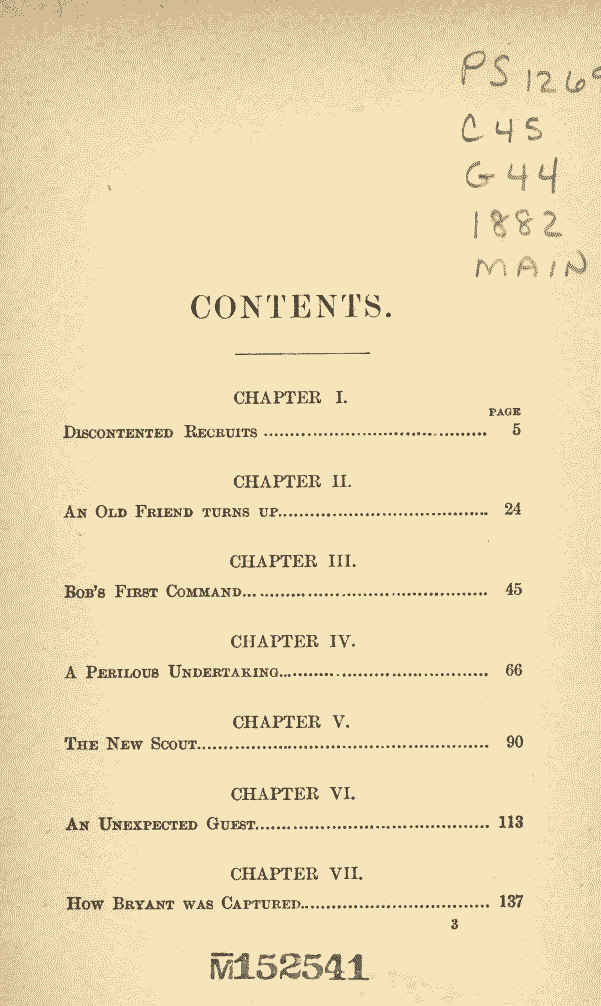 PS 1269
C45
G44
1882
MAIN
CONTENTS.
CHAPTER I.
PAGE
DISCONTENTED RECRUITS ........................................ 5
CHAPTER II.
AN OLD FRIEND TURNS UP........................................ 24
CHAPTER III.
BOB'S FIRST COMMAND........................................ 45
CHAPTER IV.
A PERILOUS UNDERTAKING........................................ 66
CHAPTER V.
THE NEW SCOUT........................................ 90
CHAPTER VI.
AN UNEXPECTED GUEST........................................ 113
CHAPTER VII.
HOW BRYANT WAS CAPTURED........................................ 137
3
M152541